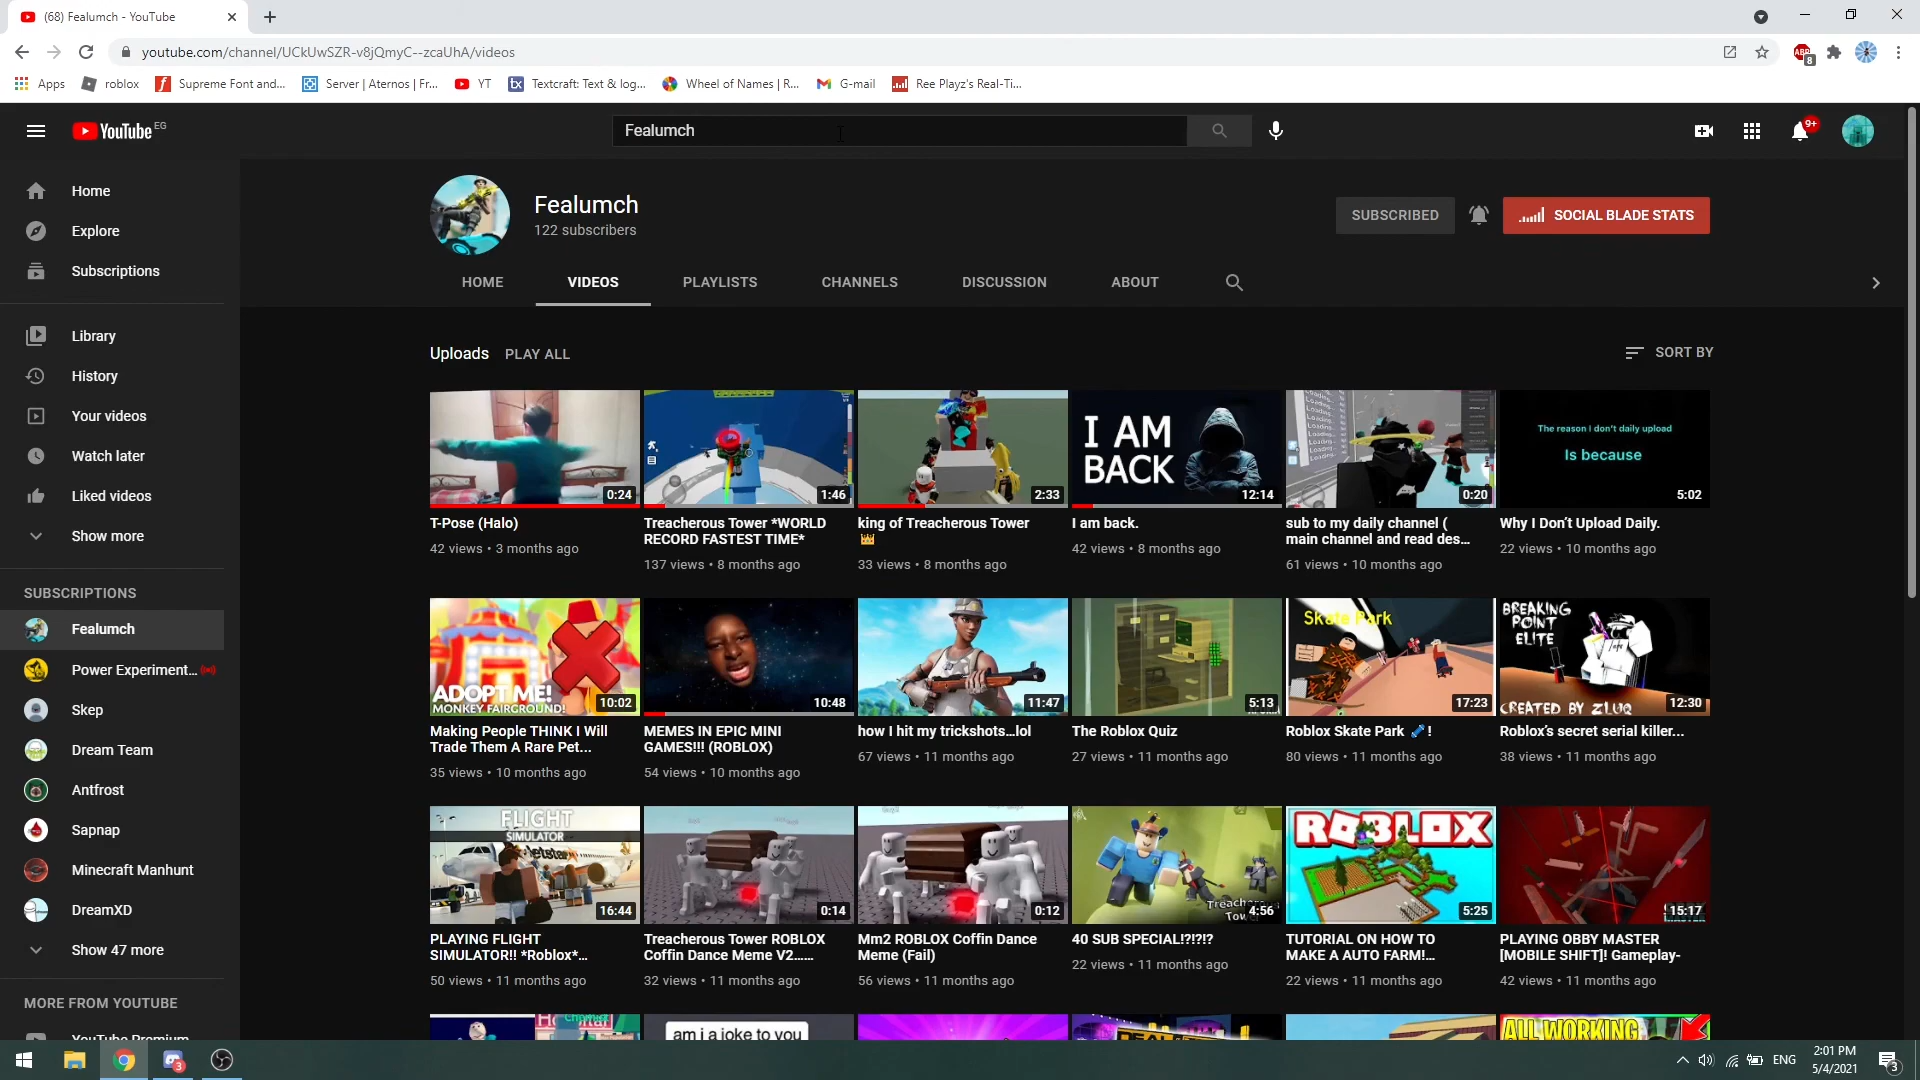 (68) Fealumch - YouTube
youtube.com/channel/UCkUwSZR-v8jQmyC--zcaUhA/videos
ABP
8
Apps
roblox
Supreme Font and...
Server | Aternos | Fr...
YT
Textcraft: Text & log...
Wheel of Names | R...
G-mail
Ree Playz's Real-Ti...
YouTube EG
Fealumch
9+
Home
Explore
Subscriptions
Library
History
Your videos
Watch later
Liked videos
Show more
SUBSCRIPTIONS
Fealumch
Power Experiment...
Skep
Dream Team
Antfrost
Sapnap
Minecraft Manhunt
DreamXD
Show 47 more
MORE FROM YOUTUBE
YouTube Premium
Fealumch
122 subscribers
SUBSCRIBED
SOCIAL BLADE STATS
HOME
VIDEOS
PLAYLISTS
CHANNELS
DISCUSSION
ABOUT
Uploads
PLAY ALL
SORT BY
0:24
T-Pose (Halo)
42 views • 3 months ago
1:46
Treacherous Tower *WORLD
RECORD FASTEST TIME*
137 views • 8 months ago
2:33
king of Treacherous Tower
👑
33 views • 8 months ago
I AM
BACK
12:14
I am back.
42 views • 8 months ago
Loading..
Loading..
Loading..
Loading..
0:20
sub to my daily channel (
main channel and read des...
61 views • 10 months ago
The reason i don't daily upload
Is because
5:02
Why I Don’t Upload Daily.
22 views • 10 months ago
ADOPT ME!
MONKEY FAIRGROUND!
10:02
Making People THINK I Will
Trade Them A Rare Pet...
35 views • 10 months ago
10:48
MEMES IN EPIC MINI
GAMES!!! (ROBLOX)
54 views • 10 months ago
11:47
how I hit my trickshots...lol
67 views • 11 months ago
5:13
The Roblox Quiz
27 views • 11 months ago
Skate Park
17:23
Roblox Skate Park 🛹 !
80 views • 11 months ago
BREAKING
POINT
ELITE
CREATED BY ZLUQ
12:30
Roblox’s secret serial killer...
38 views • 11 months ago
FLIGHT
SIMULATOR
Jetstar
16:44
PLAYING FLIGHT
SIMULATOR!! *Roblox*...
50 views • 11 months ago
0:14
Treacherous Tower ROBLOX
Coffin Dance Meme V2......
32 views • 11 months ago
0:12
Mm2 ROBLOX Coffin Dance
Meme (Fail)
56 views • 11 months ago
Treacherous
Tower
4:56
40 SUB SPECIAL!?!?!?
22 views • 11 months ago
ROBLOX
5:25
TUTORIAL ON HOW TO
MAKE A AUTO FARM!...
22 views • 11 months ago
15:17
PLAYING OBBY MASTER
[MOBILE SHIFT]! Gameplay-
42 views • 11 months ago
am i a joke to you
ALL WORKING
3
ENG
2:01 PM
5/4/2021
3